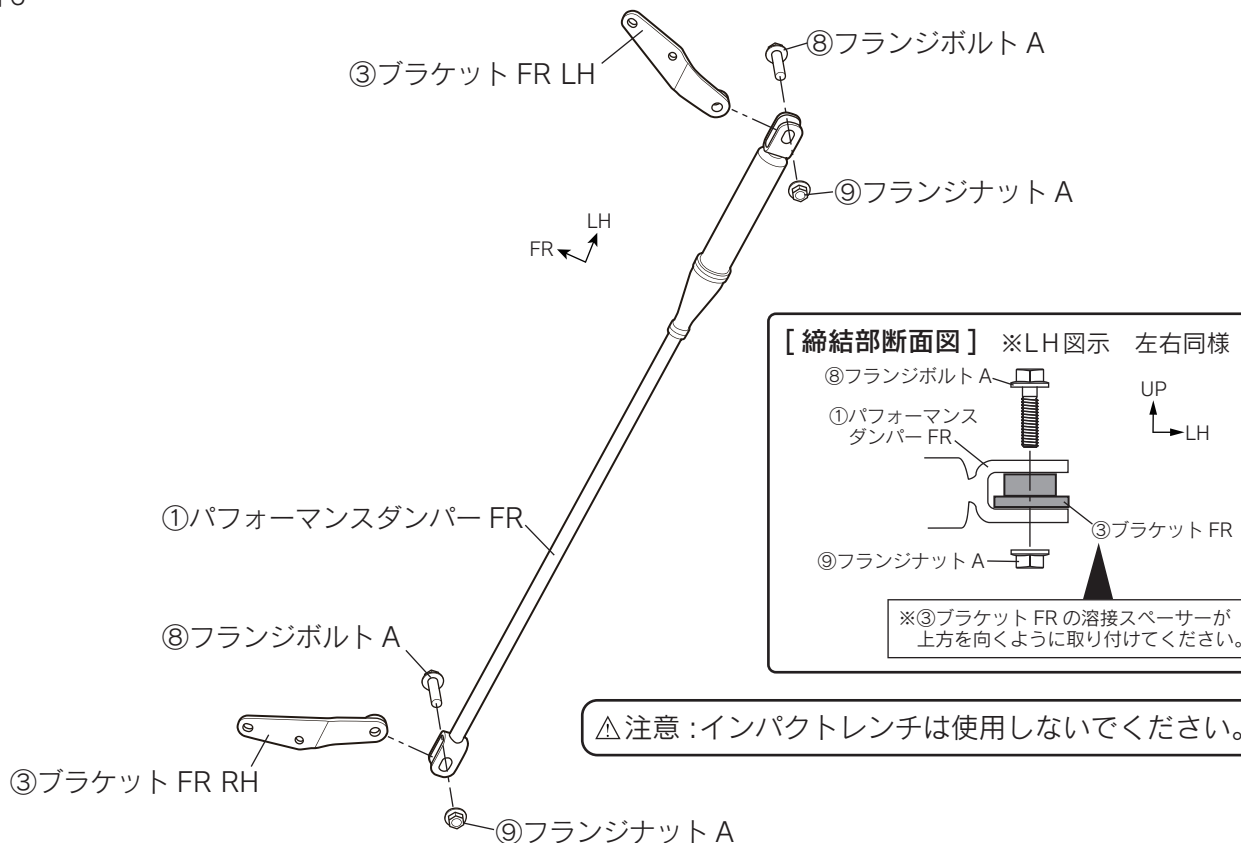 ⑧フランジボルト A
③ブラケット FR LH
⑨フランジナット A
LH
FR
[ 締結部断面図 ] ※LH図示 左右同様
⑧フランジボルト A
UP
①パフォーマンス
ダンパー FR
LH
③ブラケット FR
⑨フランジナット A
※③ブラケット FR の溶接スペーサーが
上方を向くように取り付けてください。
①パフォーマンスダンパー FR
⑧フランジボルト A
⚠注意 : インパクトレンチは使用しないでください。
③ブラケット FR RH
⑨フランジナット A